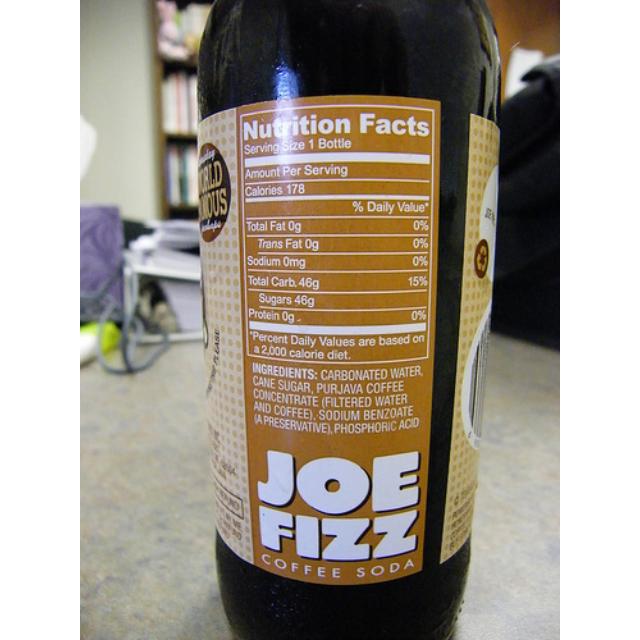 Nutrition Facts
Serving Size 1 Bottle
Amount Per Serving
Calories 178
% Daily Value*
Total Fat 0g 0%
Trans Fat 0g 0%
Sodium 0mg 0%
Total Carb. 46g 15%
Sugars 46g
Protein 0g 0%
*Percent Daily Values are based on
a 2,000 calorie diet.
INGREDIENTS: CARBONATED WATER,
CANE SUGAR, PURJAVA COFFEE
CONCENTRATE (FILTERED WATER
AND COFFEE), SODIUM BENZOATE
(A PRESERVATIVE), PHOSPHORIC ACID
JOE
FIZZ
COFFEE SODA
PLEASE